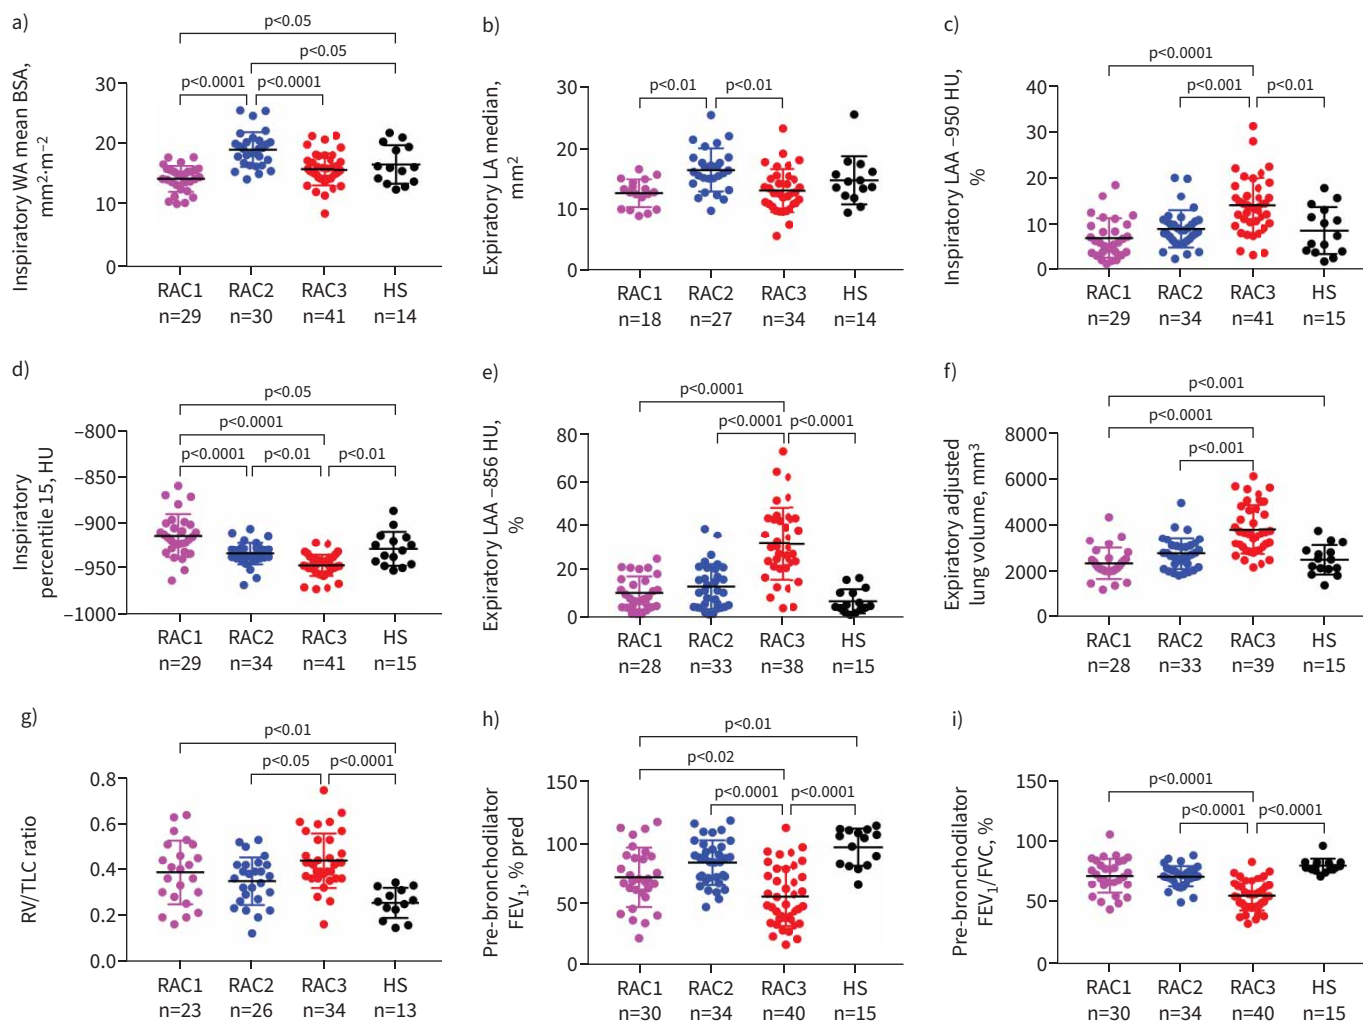 a)
p<0.05
p<0.05
p<0.0001 p<0.0001
Inspiratory WA mean BSA,
mm²·m⁻²
30
20
10
0
RAC1 RAC2 RAC3 HS
n=29 n=30 n=41 n=14
b)
p<0.01 p<0.01
Expiratory LA median,
mm²
30
20
10
0
RAC1 RAC2 RAC3 HS
n=18 n=27 n=34 n=14
c)
p<0.0001
p<0.001 p<0.01
Inspiratory LAA –950 HU,
%
40
30
20
10
0
RAC1 RAC2 RAC3 HS
n=29 n=34 n=41 n=15
d)
p<0.05
p<0.0001
p<0.0001 p<0.01 p<0.01
Inspiratory
percentile 15, HU
–800
–850
–900
–950
–1000
RAC1 RAC2 RAC3 HS
n=29 n=34 n=41 n=15
e)
p<0.0001
p<0.0001 p<0.0001
Expiratory LAA –856 HU,
%
80
60
40
20
0
RAC1 RAC2 RAC3 HS
n=28 n=33 n=38 n=15
f)
p<0.001
p<0.0001
p<0.001
Expiratory adjusted
lung volume, mm³
8000
6000
4000
2000
0
RAC1 RAC2 RAC3 HS
n=28 n=33 n=39 n=15
g)
p<0.01
p<0.05 p<0.0001
RV/TLC ratio
0.8
0.6
0.4
0.2
0.0
RAC1 RAC2 RAC3 HS
n=23 n=26 n=34 n=13
h)
p<0.01
p<0.02
p<0.0001 p<0.0001
Pre-bronchodilator
FEV₁, % pred
150
100
50
0
RAC1 RAC2 RAC3 HS
n=30 n=34 n=40 n=15
i)
p<0.0001
p<0.0001 p<0.0001
Pre-bronchodilator
FEV₁/FVC, %
150
100
50
0
RAC1 RAC2 RAC3 HS
n=30 n=34 n=40 n=15